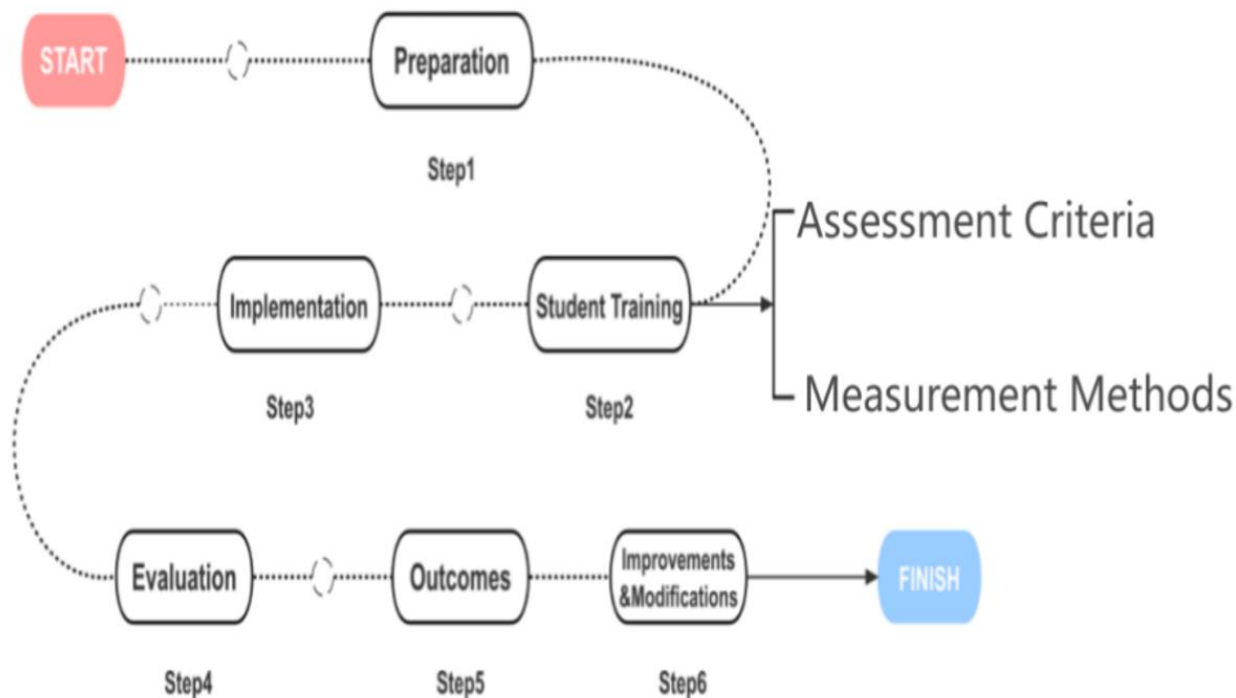 START
Preparation
Step1
Assessment Criteria
Implementation
Student Training
Step3
Step2
Measurement Methods
Evaluation
Outcomes
Improvements
&Modifications
FINISH
Step4
Step5
Step6